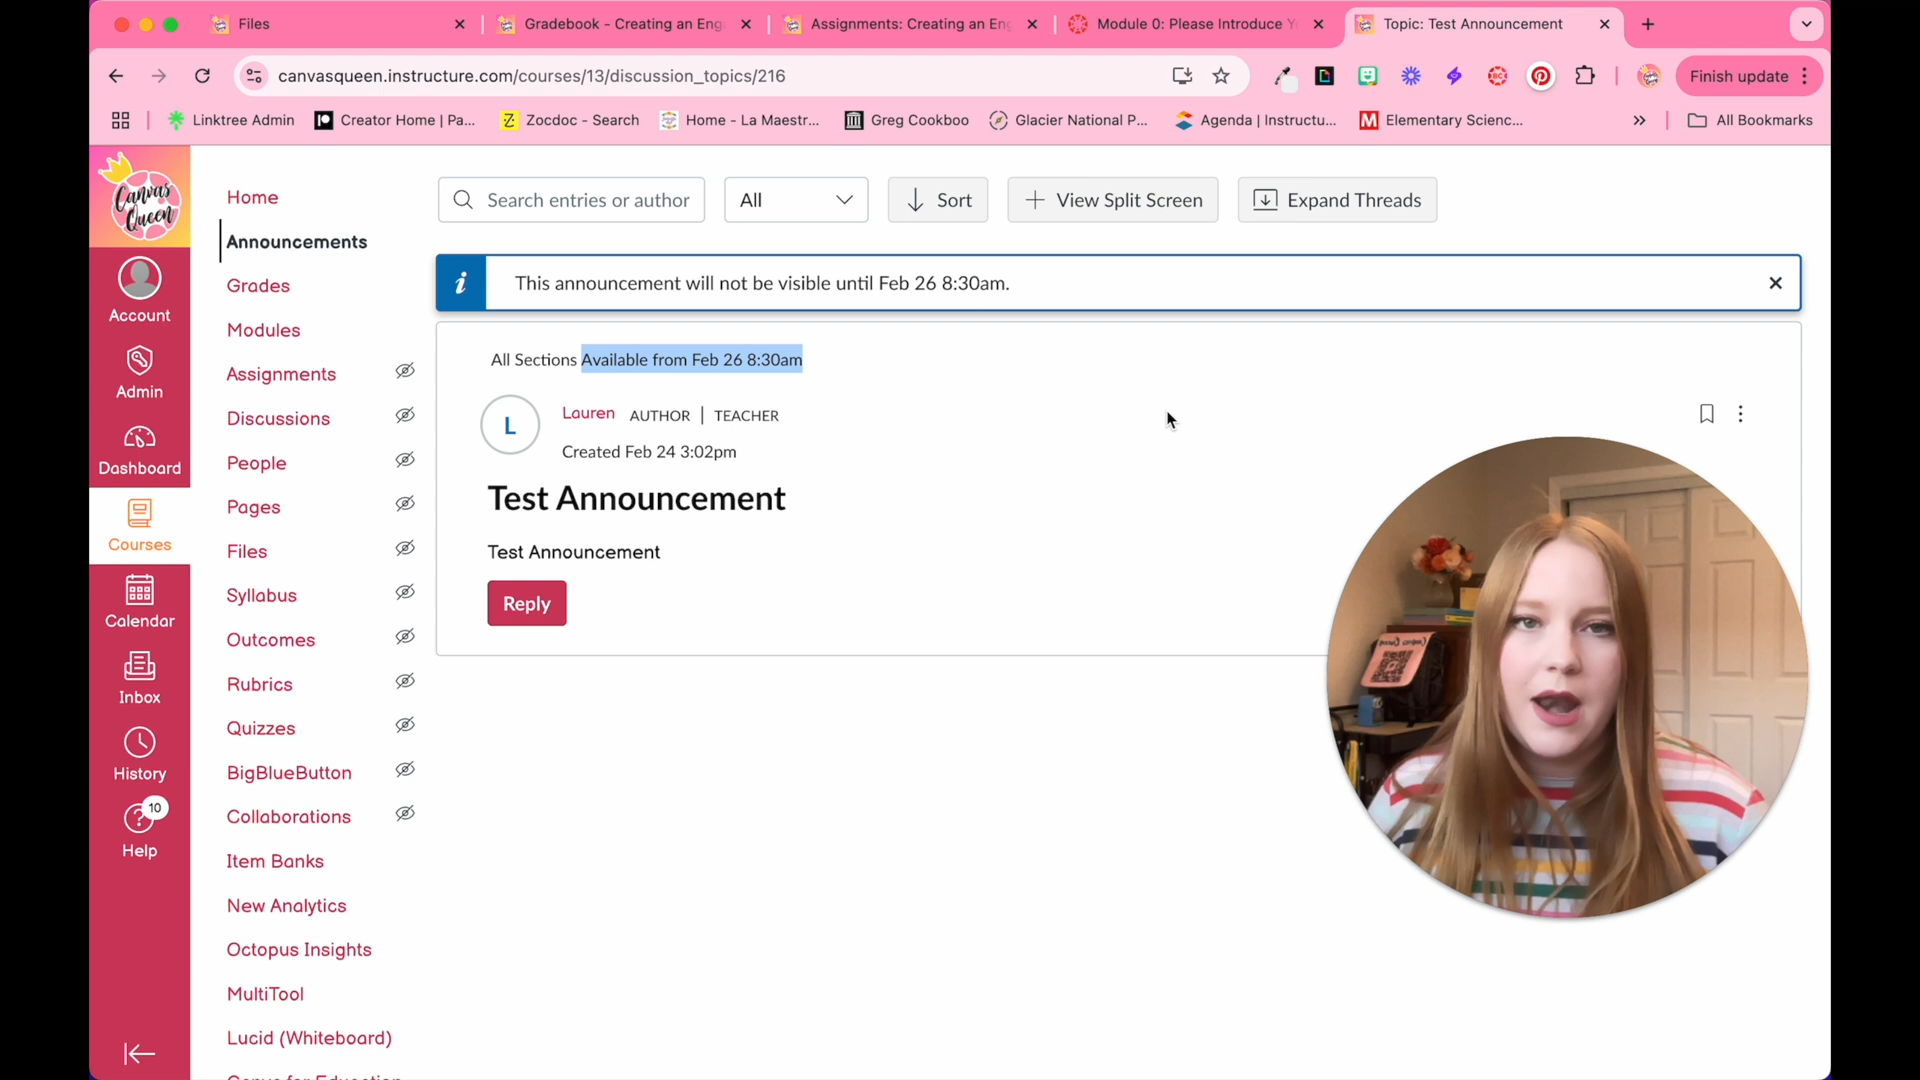 Files
Gradebook - Creating an Eng
Assignments: Creating an Eng
Module 0: Please Introduce Y
Topic: Test Announcement
canvasqueen.instructure.com/courses/13/discussion_topics/216
Finish update
Linktree Admin
Creator Home | Pa...
Zocdoc - Search
Home - La Maestr...
Greg Cookboo
Glacier National P...
Agenda | Instructu...
Elementary Scienc...
All Bookmarks
Canvas Queen
Account
Admin
Dashboard
Courses
Calendar
Inbox
History
10
Help
Home
Announcements
Grades
Modules
Assignments
Discussions
People
Pages
Files
Syllabus
Outcomes
Rubrics
Quizzes
BigBlueButton
Collaborations
Item Banks
New Analytics
Octopus Insights
MultiTool
Lucid (Whiteboard)
Search entries or author
All
Sort
View Split Screen
Expand Threads
This announcement will not be visible until Feb 26 8:30am.
All Sections Available from Feb 26 8:30am
L
Lauren AUTHOR | TEACHER
Created Feb 24 3:02pm
Test Announcement
Test Announcement
Reply